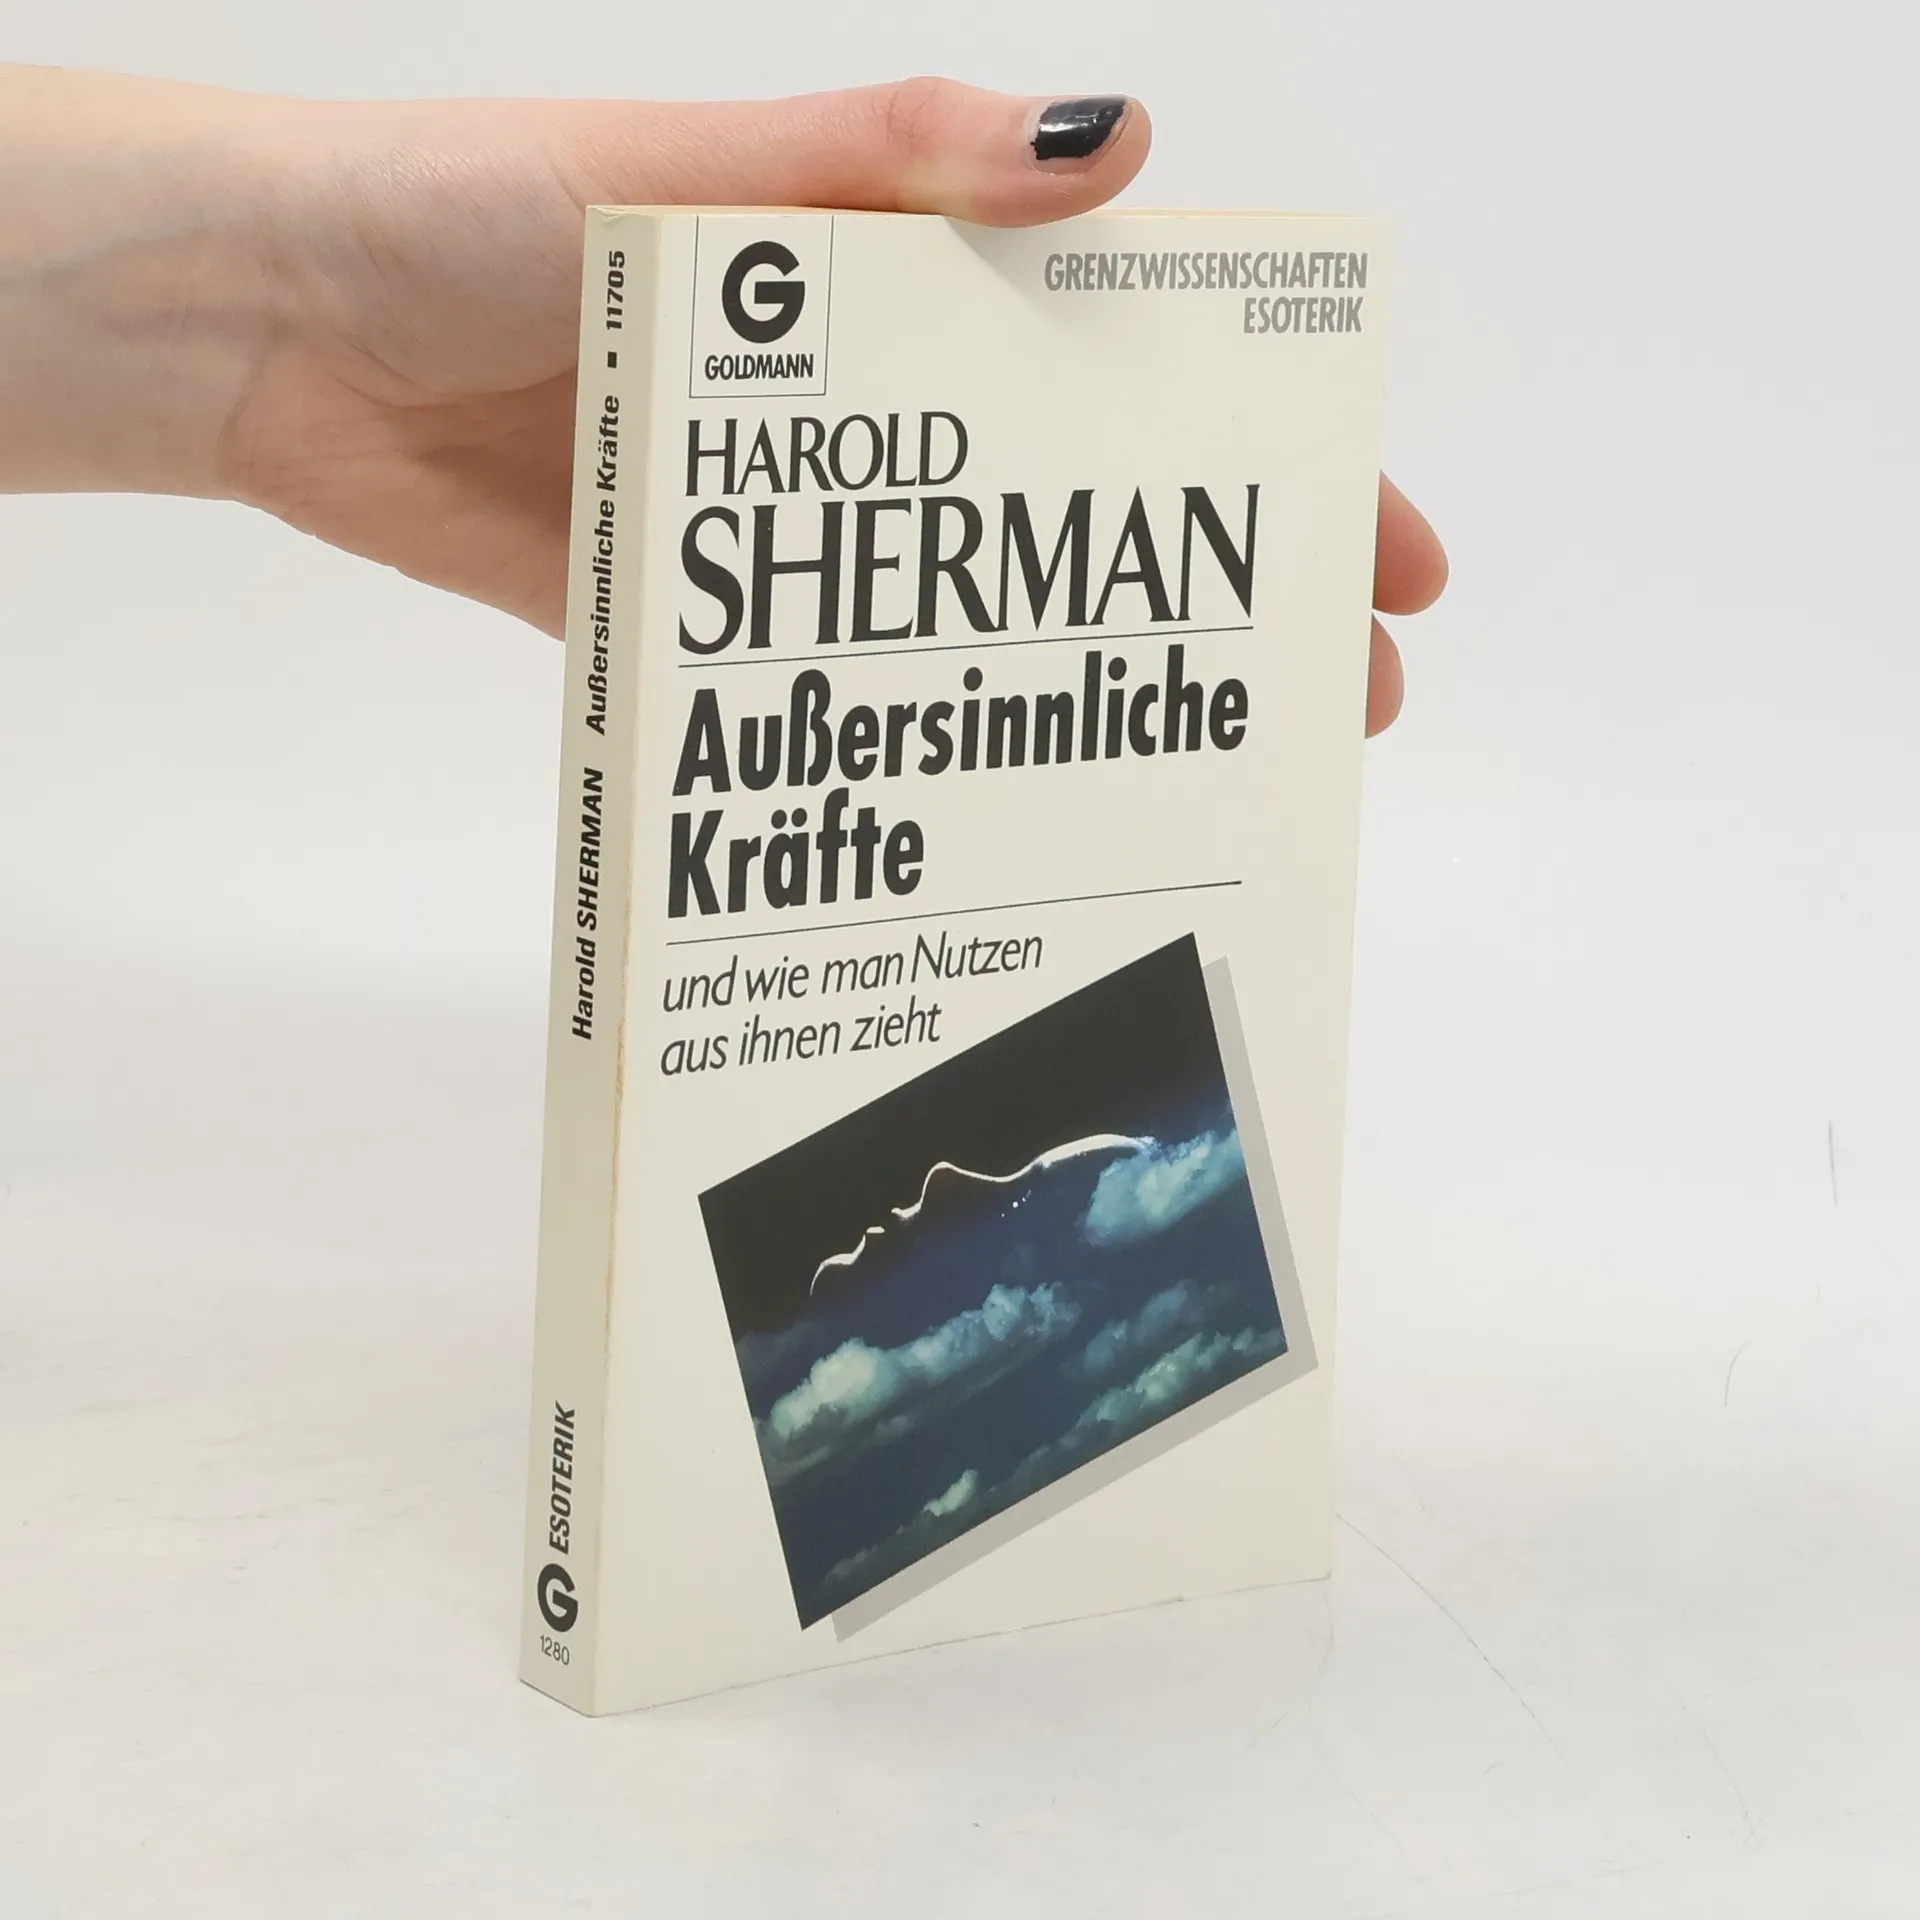 G
GOLDMANN
GRENZWISSENSCHAFTEN
ESOTERIK
HAROLD
SHERMAN
Außersinnliche
Kräfte
und wie man Nutzen
aus ihnen zieht
Harold SHERMAN Außersinnliche Kräfte ▪ 11705
G ESOTERIK
1280